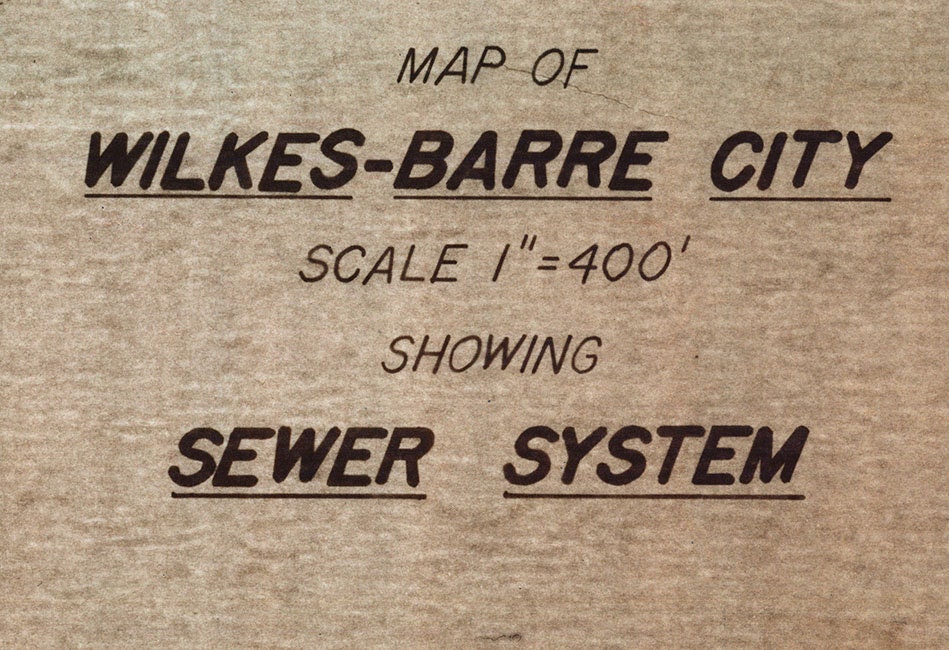 MAP OF
WILKES-BARRE CITY
SCALE 1"=400'
SHOWING
SEWER SYSTEM